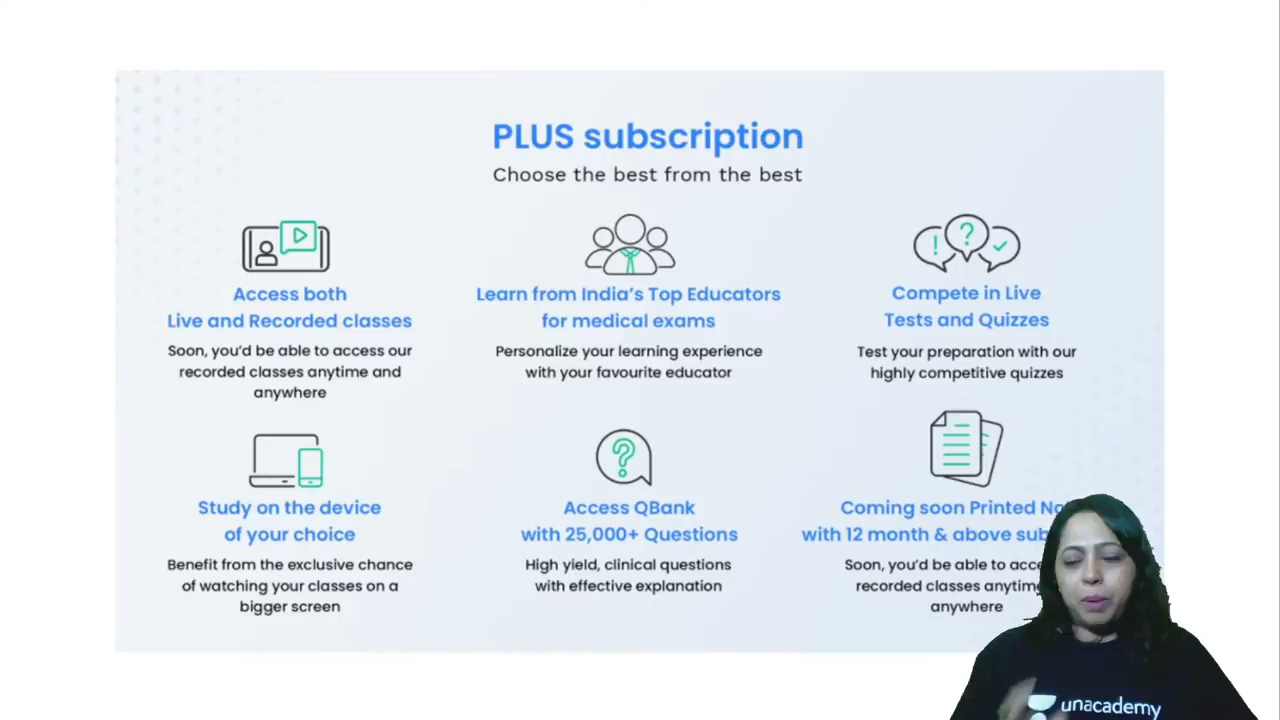 PLUS subscription
Choose the best from the best
Access both
Live and Recorded classes
Soon, you'd be able to access our
recorded classes anytime and
anywhere
Learn from India's Top Educators
for medical exams
Personalize your learning experience
with your favourite educator
Compete in Live
Tests and Quizzes
Test your preparation with our
highly competitive quizzes
Study on the device
of your choice
Benefit from the exclusive chance
of watching your classes on a
bigger screen
Access QBank
with 25,000+ Questions
High yield, clinical questions
with effective explanation
Coming soon Printed
with 12 month & above
Soon, you'd be able to
recorded classes
anywhere
unacademy